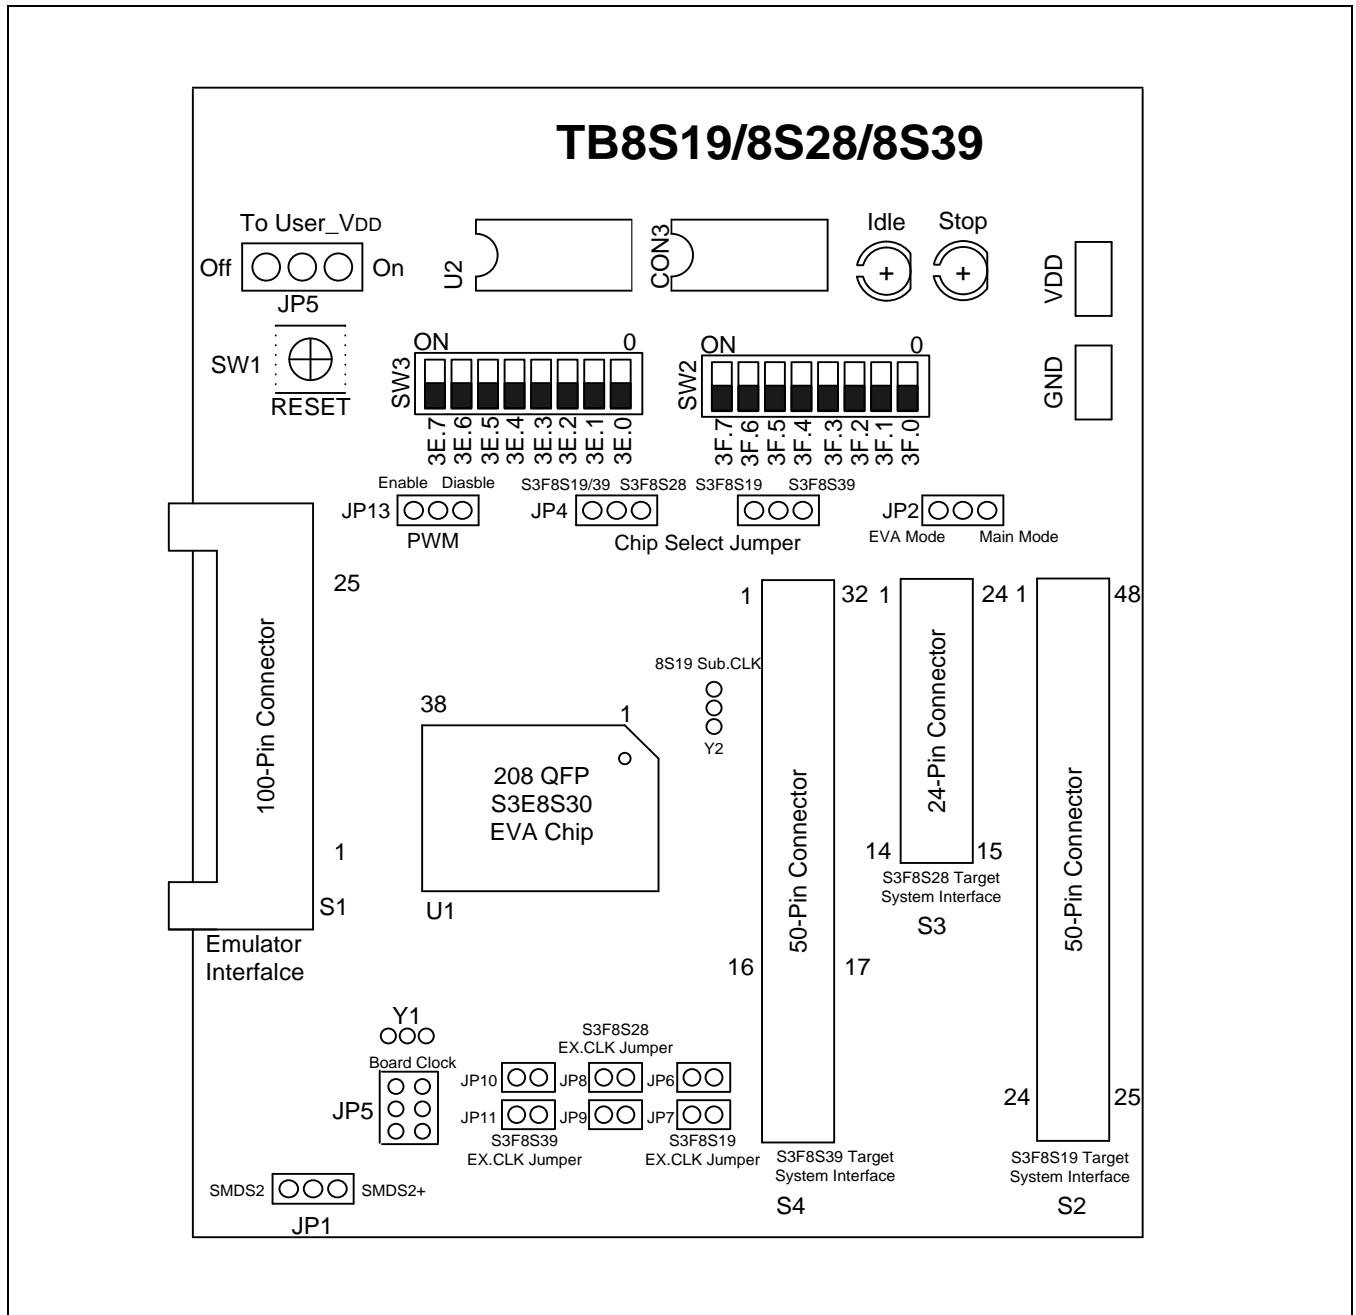 TB8S19/8S28/8S39
To User_VDD
Off
On
JP5
U2
CON3
Idle
Stop
VDD
GND
SW1
RESET
SW3
ON
0
3E.7
3E.6
3E.5
3E.4
3E.3
3E.2
3E.1
3E.0
SW2
ON
0
3F.7
3F.6
3F.5
3F.4
3F.3
3F.2
3F.1
3F.0
Enable
Diasble
JP13
PWM
S3F8S19/39
S3F8S28
JP4
S3F8S19
S3F8S39
Chip Select Jumper
JP2
EVA Mode
Main Mode
25
100-Pin Connector
1
S1
Emulator
Interfalce
38
1
208 QFP
S3E8S30
EVA Chip
U1
8S19 Sub.CLK
Y2
1
32
50-Pin Connector
16
17
S3F8S39 Target
System Interface
S4
1
24
24-Pin Connector
14
15
S3F8S28 Target
System Interface
S3
1
48
50-Pin Connector
24
25
S3F8S19 Target
System Interface
S2
Y1
Board Clock
JP5
S3F8S28
EX.CLK Jumper
JP10
JP8
JP6
JP11
JP9
JP7
S3F8S39
EX.CLK Jumper
S3F8S19
EX.CLK Jumper
SMDS2
SMDS2+
JP1